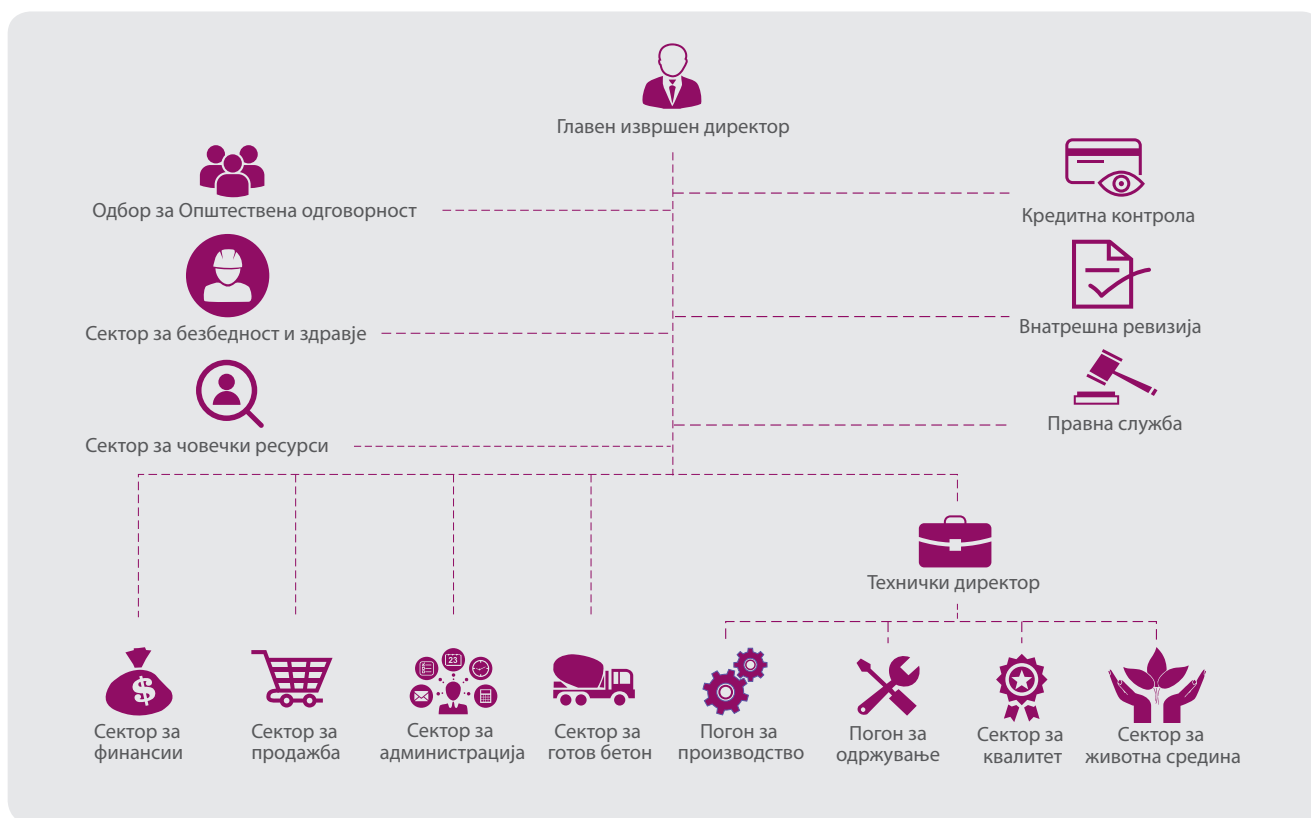 Главен извршен директор
Одбор за Општествена одговорност
Кредитна контрола
Сектор за безбедност и здравје
Внатрешна ревизија
Сектор за човечки ресурси
Правна служба
Технички директор
23
$
Сектор за
финансии
Сектор за
продажба
Сектор за
администрација
Сектор за
готов бетон
Погон за
производство
Погон за
одржување
Сектор за
квалитет
Сектор за
животна средина